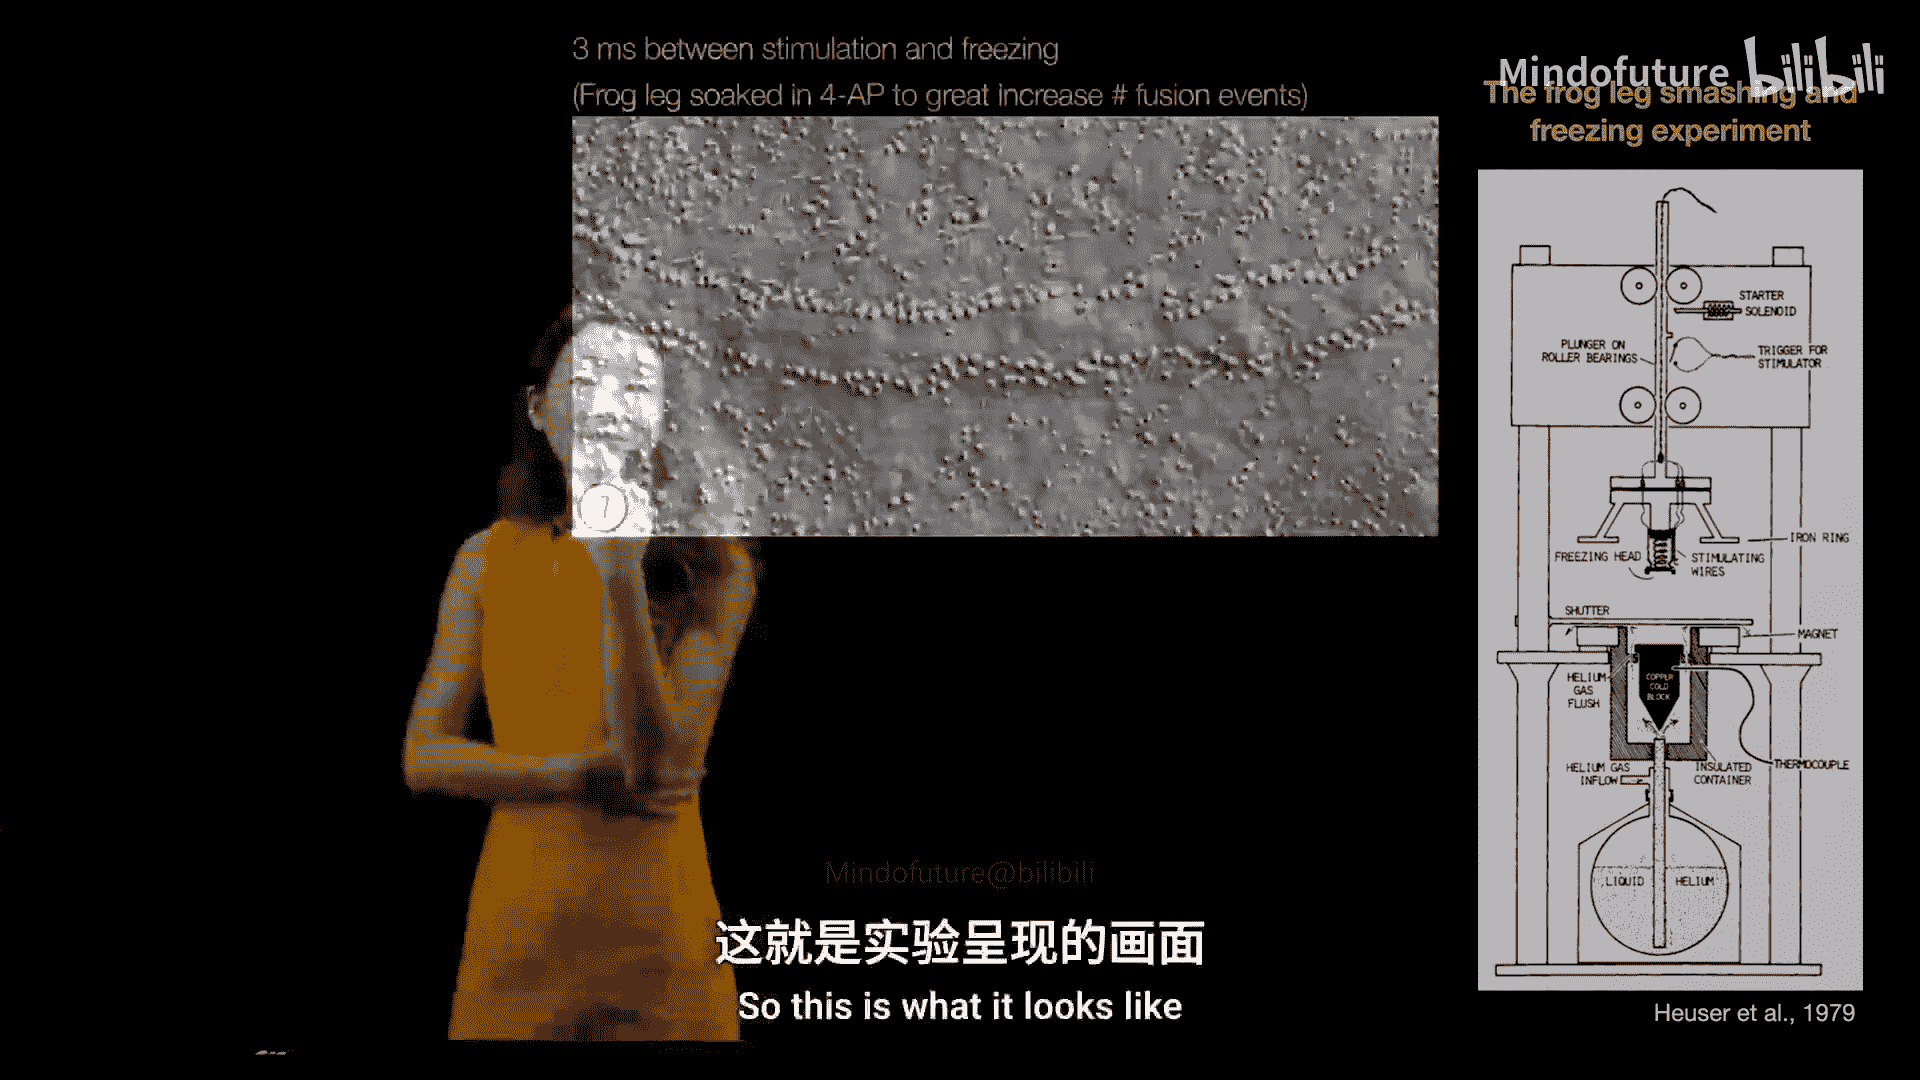 3 ms between stimulation and freezing
(Frog leg soaked in 4-AP to great increase # fusion events)
7
Mindofuture bilibili
The frog leg smashing and
freezing experiment
STARTER
SOLENOID
PLUNGER ON
ROLLER BEARINGS
TRIGGER FOR
STIMULATOR
IRON RING
FREEZING HEAD
STIMULATING
WIRES
SHUTTER
MAGNET
HELIUM
GAS
FLUSH
COPPER
COLD
BLOCK
THERMOCOUPLE
HELIUM GAS
INFLOW
INSULATED
CONTAINER
LIQUID HELIUM
Heuser et al., 1979
Mindofuture@bilibili
这就是实验呈现的画面
So this is what it looks like